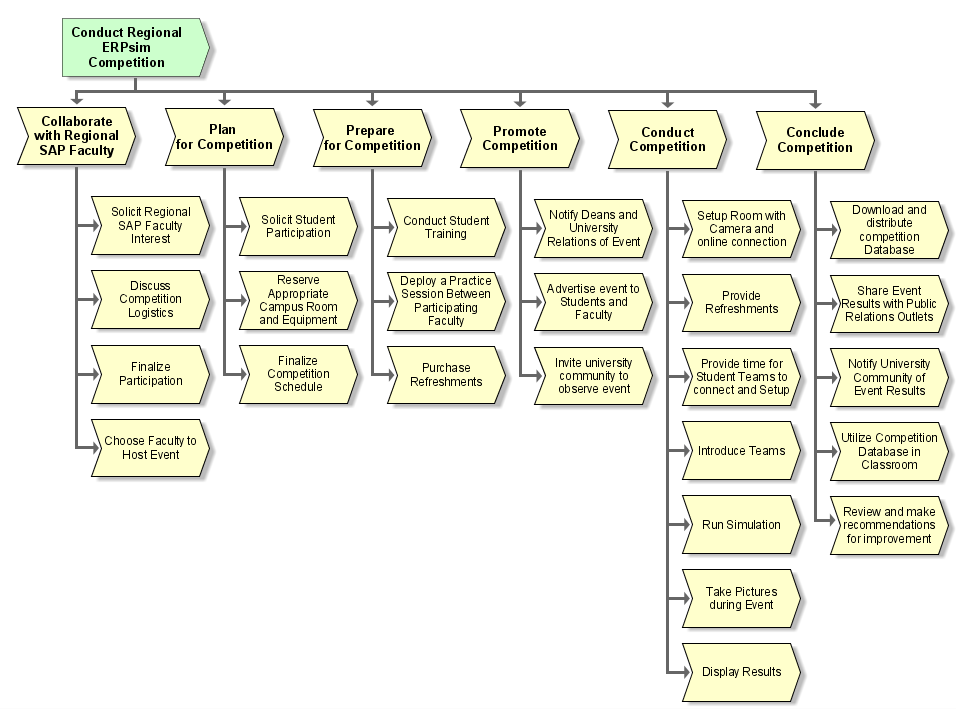 Conduct Regional
ERPsim
Competition
Collaborate
with Regional
SAP Faculty
Plan
for Competition
Prepare
for Competition
Promote
Competition
Conduct
Competition
Conclude
Competition
Solicit Regional
SAP Faculty
Interest
Discuss
Competition
Logistics
Finalize
Participation
Choose Faculty to
Host Event
Solicit Student
Participation
Reserve
Appropriate
Campus Room
and Equipment
Finalize
Competition
Schedule
Conduct Student
Training
Deploy a Practice
Session Between
Participating
Faculty
Purchase
Refreshments
Notify Deans and
University
Relations of Event
Advertise event to
Students and
Faculty
Invite university
community to
observe event
Setup Room with
Camera and
online connection
Provide
Refreshments
Provide time for
Student Teams to
connect and Setup
Introduce Teams
Run Simulation
Take Pictures
during Event
Display Results
Download and
distribute
competition
Database
Share Event
Results with Public
Relations Outlets
Notify University
Community of
Event Results
Utilize Competition
Database in
Classroom
Review and make
recommendations
for improvement